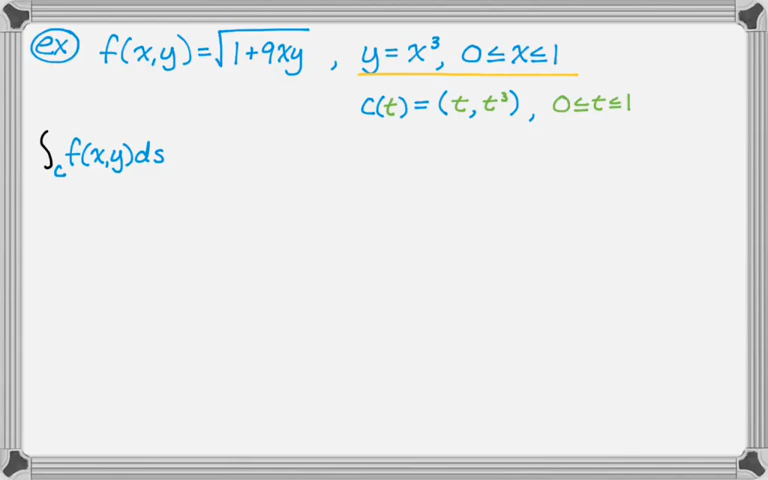 ex f(x,y) = √1+9xy , y = x³, 0 ≤ x ≤ 1
c(t) = (t, t³), 0 ≤ t ≤ 1
∫c f(x,y)ds